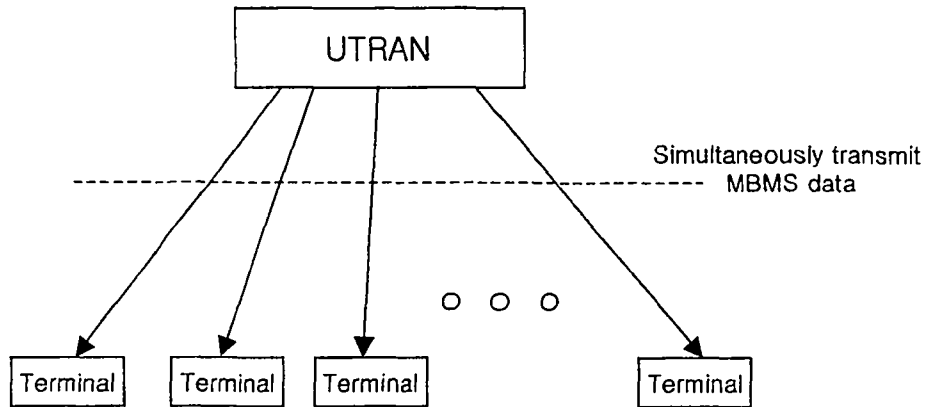 UTRAN
Simultaneously transmit
MBMS data
Terminal
Terminal
Terminal
Terminal